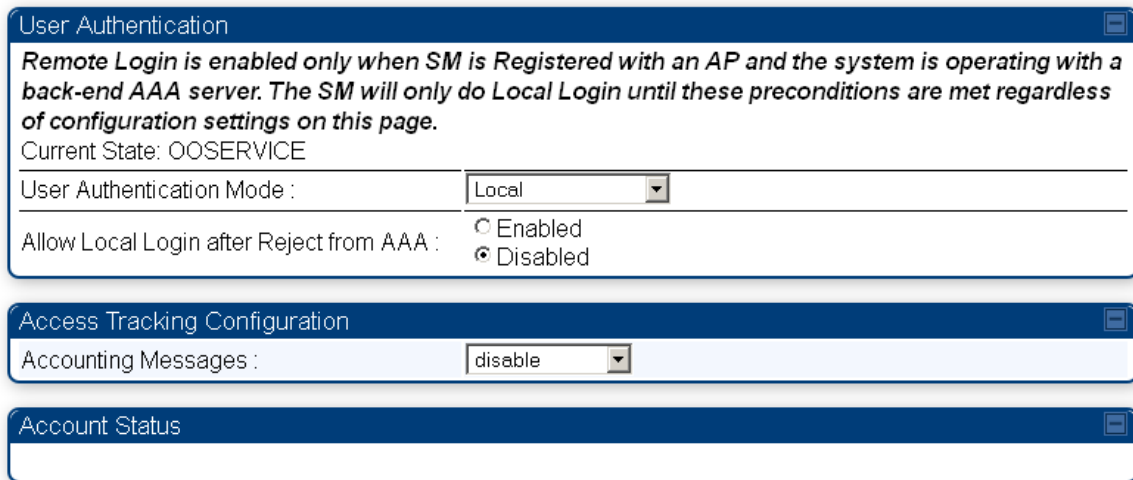 User Authentication
Remote Login is enabled only when SM is Registered with an AP and the system is operating with a
back-end AAA server. The SM will only do Local Login until these preconditions are met regardless
of configuration settings on this page.
Current State: OOSERVICE
User Authentication Mode : Local
Allow Local Login after Reject from AAA : Enabled
Disabled
Access Tracking Configuration
Accounting Messages : disable
Account Status